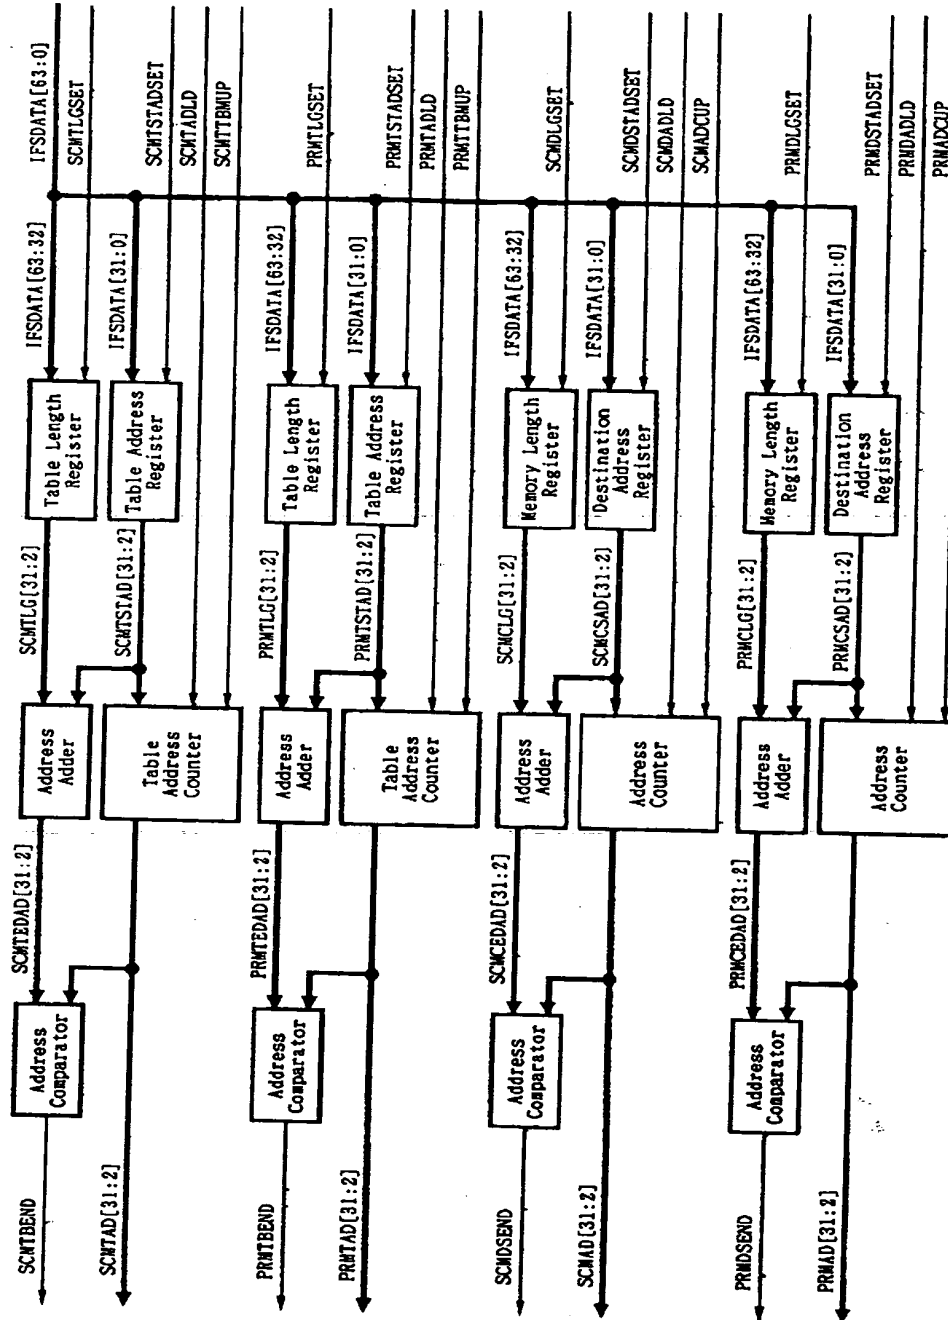 IFSDATA[63:0]
SCMTLGSET
SCMTSTADSET
SCMTADLD
SCMTTBMUP
PRMTLGSET
PRMTSTADSET
PRMTADLD
PRMTTBMUP
SCMDLGSET
SCMDSTADSET
SCMDADLD
SCMADCUP
PRMDLGSET
PRMDSTADSET
PRMDADLD
PRMADCUP
IFSDATA[63:32]
IFSDATA[31:0]
IFSDATA[63:32]
IFSDATA[31:0]
IFSDATA[63:32]
IFSDATA[31:0]
IFSDATA[63:32]
IFSDATA[31:0]
Table Length
Register
Table Address
Register
Table Length
Register
Table Address
Register
Memory Length
Register
Destination
Address
Register
Memory Length
Register
Destination
Address
Register
SCMTLG[31:2]
SCMTSTAD[31:2]
PRMTLG[31:2]
PRMTSTAD[31:2]
SCMCLG[31:2]
SCMCSAD[31:2]
PRMCLG[31:2]
PRMCSAD[31:2]
Address
Adder
Table
Address
Counter
Address
Adder
Table
Address
Counter
Address
Adder
Address
Counter
Address
Adder
Address
Counter
SCMTEDAD[31:2]
PRMTEDAD[31:2]
SCMCEDAD[31:2]
PRMCEDAD[31:2]
Address
Comparator
Address
Comparator
Address
Comparator
Address
Comparator
SCMTBEND
SCMTAD[31:2]
PRMTBEND
PRMTAD[31:2]
SCMDSEND
SCMAD[31:2]
PRMDSEND
PRMAD[31:2]